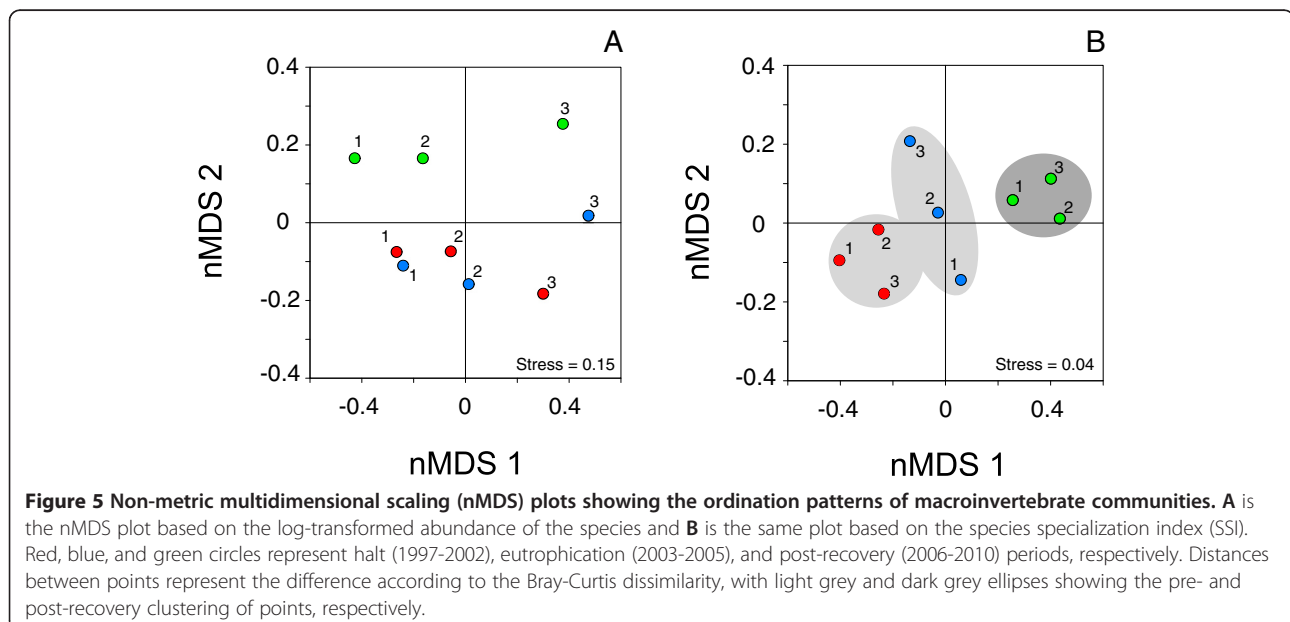 A
0.4
0.2
0
-0.2
-0.4
nMDS 2
1
2
3
3
1
2
1
2
3
Stress = 0.15
-0.4
0
0.4
nMDS 1
B
0.4
0.2
0
-0.2
-0.4
nMDS 2
3
3
1
2
2
1
2
1
3
Stress = 0.04
-0.4
0
0.4
nMDS 1
Figure 5 Non-metric multidimensional scaling (nMDS) plots showing the ordination patterns of macroinvertebrate communities. A is
the nMDS plot based on the log-transformed abundance of the species and B is the same plot based on the species specialization index (SSI).
Red, blue, and green circles represent halt (1997-2002), eutrophication (2003-2005), and post-recovery (2006-2010) periods, respectively. Distances
between points represent the difference according to the Bray-Curtis dissimilarity, with light grey and dark grey ellipses showing the pre- and
post-recovery clustering of points, respectively.